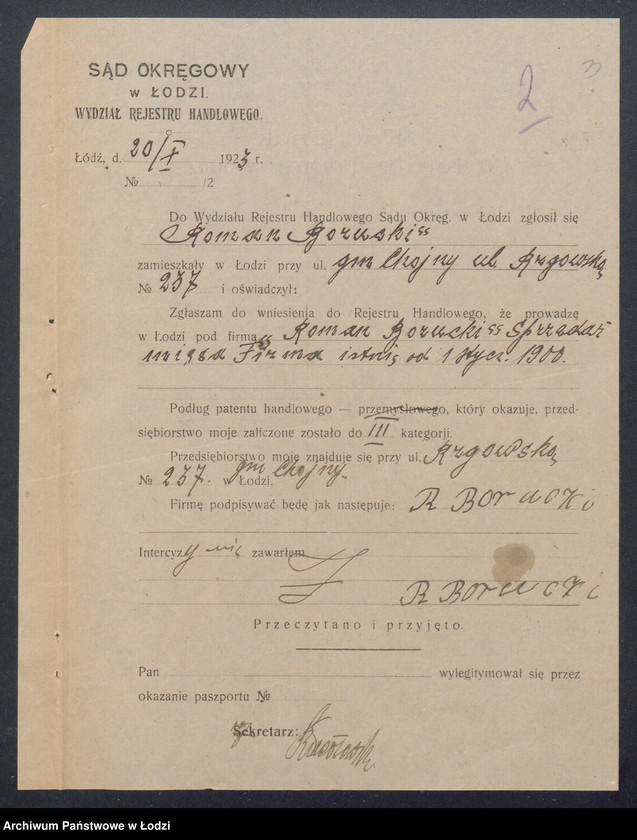 2
3
SĄD OKRĘGOWY
w ŁODZI.
WYDZIAŁ REJESTRU HANDLOWEGO.
Łódź, d. 20/I 1923 r.
№ /2
Do Wydziału Rejestru Handlowego Sądu Okręg. w Łodzi zgłosił się
Roman Borucki
zamieszkały w Łodzi przy ul. gm Chojny ul. Rzgowska
№ 237 i oświadczył:
Zgłaszam do wniesienia do Rejestru Handlowego, że prowadzę
w Łodzi pod firmą „Roman Borucki" Sprzedaż
mięsa Firma istnie od 1 stycz. 1900.
Podług patentu handlowego — przemysłowego, który okazuje, przed-
siębiorstwo moje zaliczone zostało do III kategorji.
Przedsiębiorstwo moje znajduje się przy ul. Rzgowska
№ 237. w Łodzi. gm Chojny.
Firmę podpisywać będę jak następuje: R Borucki
Intercyzy nie zawarłem
R Borucki
Przeczytano i przyjęto.
Pan wylegitymował się przez
okazanie paszportu №
Sekretarz:
Archiwum Państwowe w Łodzi